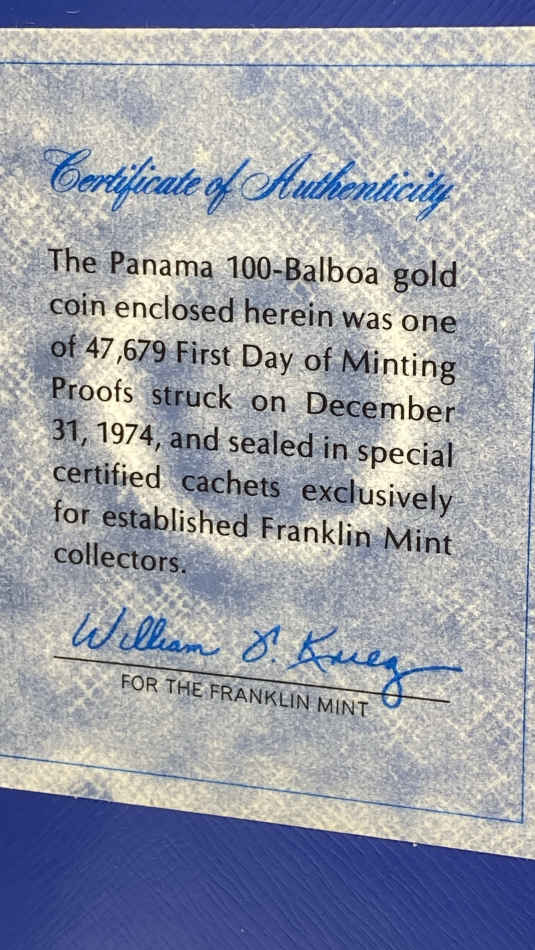 Certificate of Authenticity
The Panama 100-Balboa gold
coin enclosed herein was one
of 47,679 First Day of Minting
Proofs struck on December
31, 1974, and sealed in special
certified cachets exclusively
for established Franklin Mint
collectors.
William
FOR THE FRANKLIN MINT